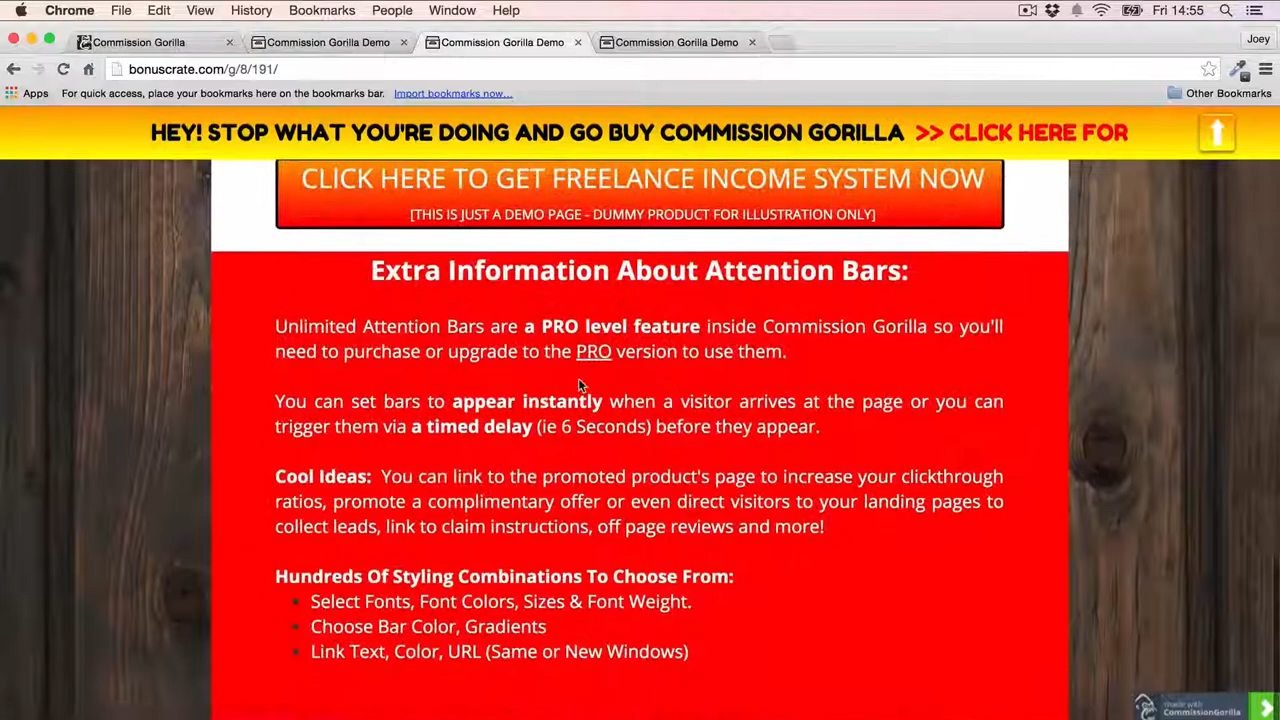 Chrome File Edit View History Bookmarks People Window Help Fri 14:55
Commission Gorilla Commission Gorilla Demo Commission Gorilla Demo Commission Gorilla Demo Joey
bonuscrate.com/g/8/191/
Apps For quick access, place your bookmarks here on the bookmarks bar. Import bookmarks now... Other Bookmarks
HEY! STOP WHAT YOU'RE DOING AND GO BUY COMMISSION GORILLA >> CLICK HERE FOR
CLICK HERE TO GET FREELANCE INCOME SYSTEM NOW
[THIS IS JUST A DEMO PAGE - DUMMY PRODUCT FOR ILLUSTRATION ONLY]
Extra Information About Attention Bars:
Unlimited Attention Bars are a PRO level feature inside Commission Gorilla so you'll
need to purchase or upgrade to the PRO version to use them.
You can set bars to appear instantly when a visitor arrives at the page or you can
trigger them via a timed delay (ie 6 Seconds) before they appear.
Cool Ideas: You can link to the promoted product's page to increase your clickthrough
ratios, promote a complimentary offer or even direct visitors to your landing pages to
collect leads, link to claim instructions, off page reviews and more!
Hundreds Of Styling Combinations To Choose From:
• Select Fonts, Font Colors, Sizes & Font Weight.
• Choose Bar Color, Gradients
• Link Text, Color, URL (Same or New Windows)
made with
CommissionGorilla